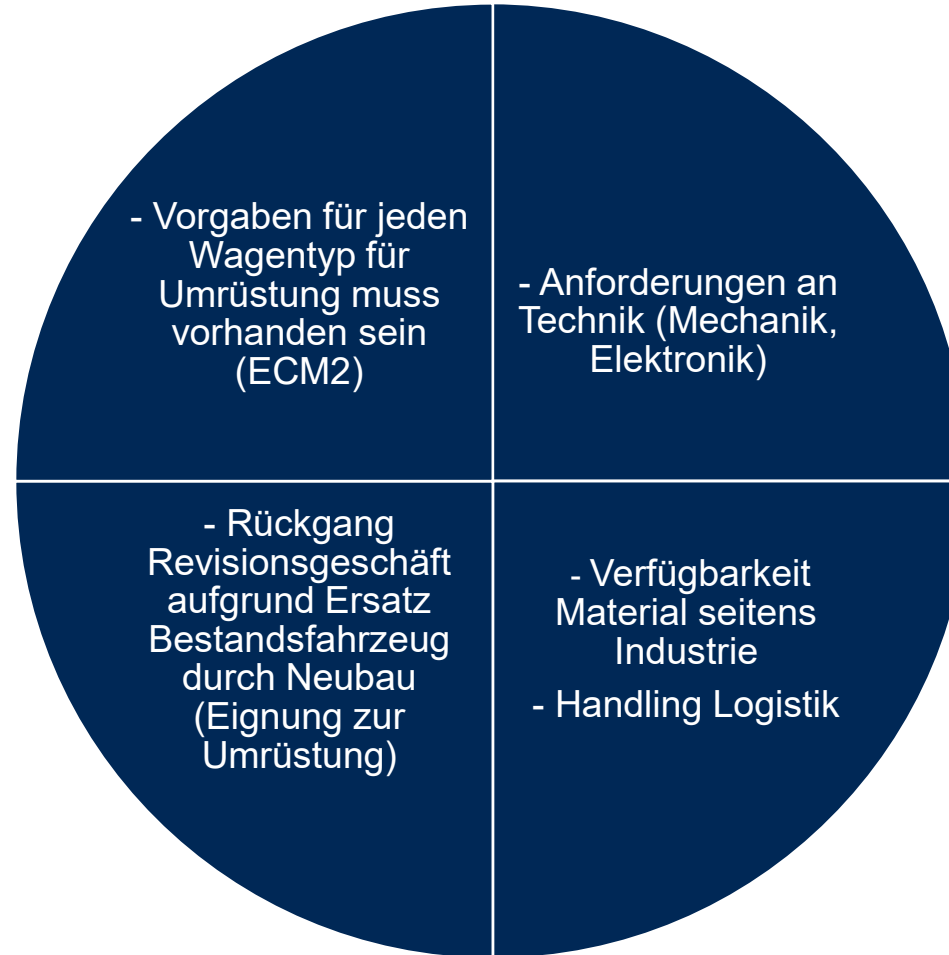 - Vorgaben für jeden
Wagentyp für
Umrüstung muss
vorhanden sein
(ECM2)
- Anforderungen an
Technik (Mechanik,
Elektronik)
- Rückgang
Revisionsgeschäft
aufgrund Ersatz
Bestandsfahrzeug
durch Neubau
(Eignung zur
Umrüstung)
- Verfügbarkeit
Material seitens
Industrie
- Handling Logistik